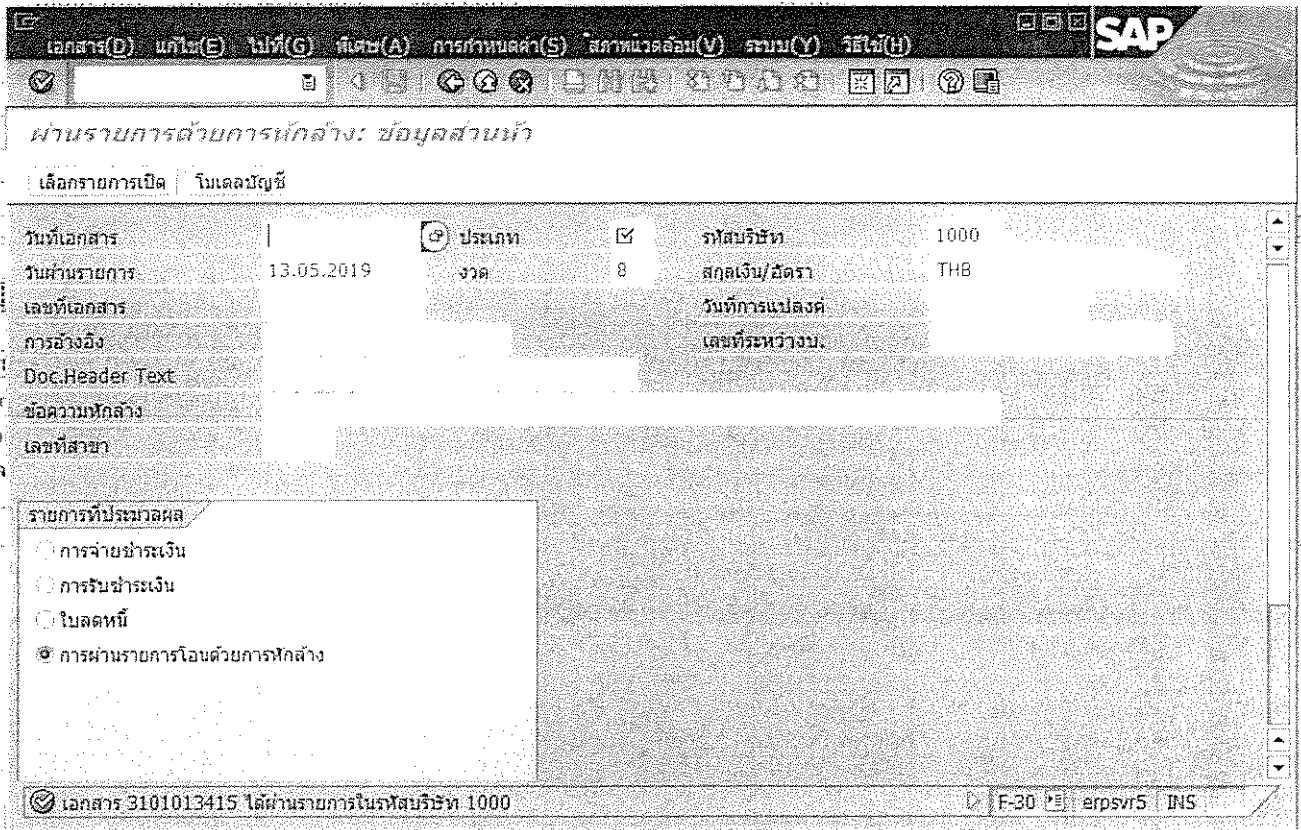 เอกสาร(D) แก้ไข(E) ไปที่(G) พิเศษ(A) การกำหนดค่า(S) สภาพแวดล้อม(V) ระบบ(Y) วิธีใช้(H) SAP
ผ่านรายการด้วยการหักล้าง: ข้อมูลส่วนนำ
เลือกรายการเปิด โมเดลบัญชี
วันที่เอกสาร ประเภท รหัสบริษัท 1000
วันผ่านรายการ 13.05.2019 งวด 8 สกุลเงิน/อัตรา THB
เลขที่เอกสาร วันที่การแปลงค่
การอ้างอิง เลขที่ระหว่างบ.
Doc.Header Text
ข้อความหักล้าง
เลขที่สาขา
รายการที่ประมวลผล
การจ่ายชำระเงิน
การรับชำระเงิน
ใบลดหนี้
การผ่านรายการโอนด้วยการหักล้าง
เอกสาร 3101013415 ได้ผ่านรายการในรหัสบริษัท 1000 F-30 erpsvr5 INS